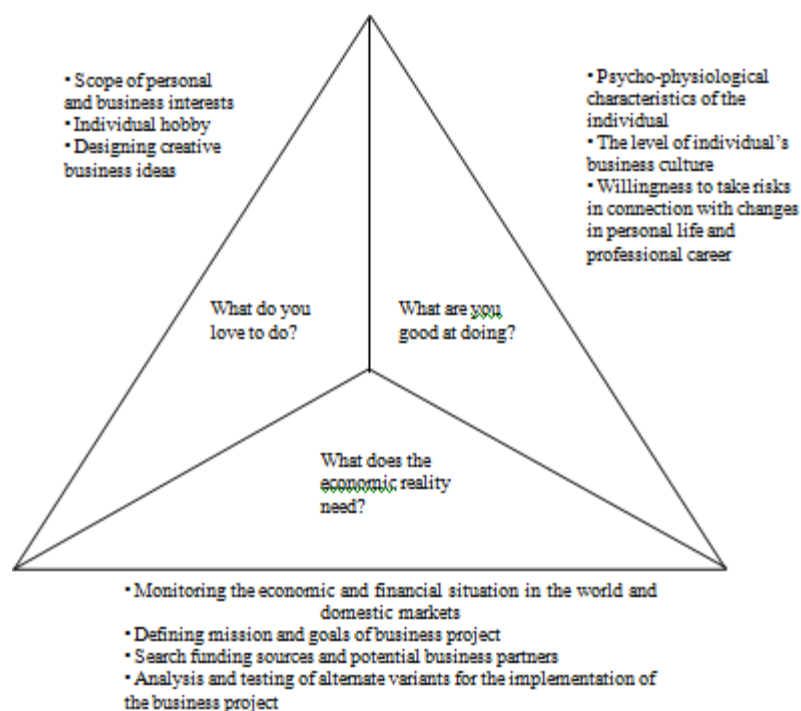 • Scope of personal
and business interests
• Individual hobby
• Designing creative
business ideas
• Psycho-physiological
characteristics of the
individual
• The level of individual's
business culture
• Willingness to take risks
in connection with changes
in personal life and
professional career
What do you
love to do?
What are you
good at doing?
What does the
economic reality
need?
• Monitoring the economic and financial situation in the world and
domestic markets
• Defining mission and goals of business project
• Search funding sources and potential business partners
• Analysis and testing of alternate variants for the implementation of
the business project